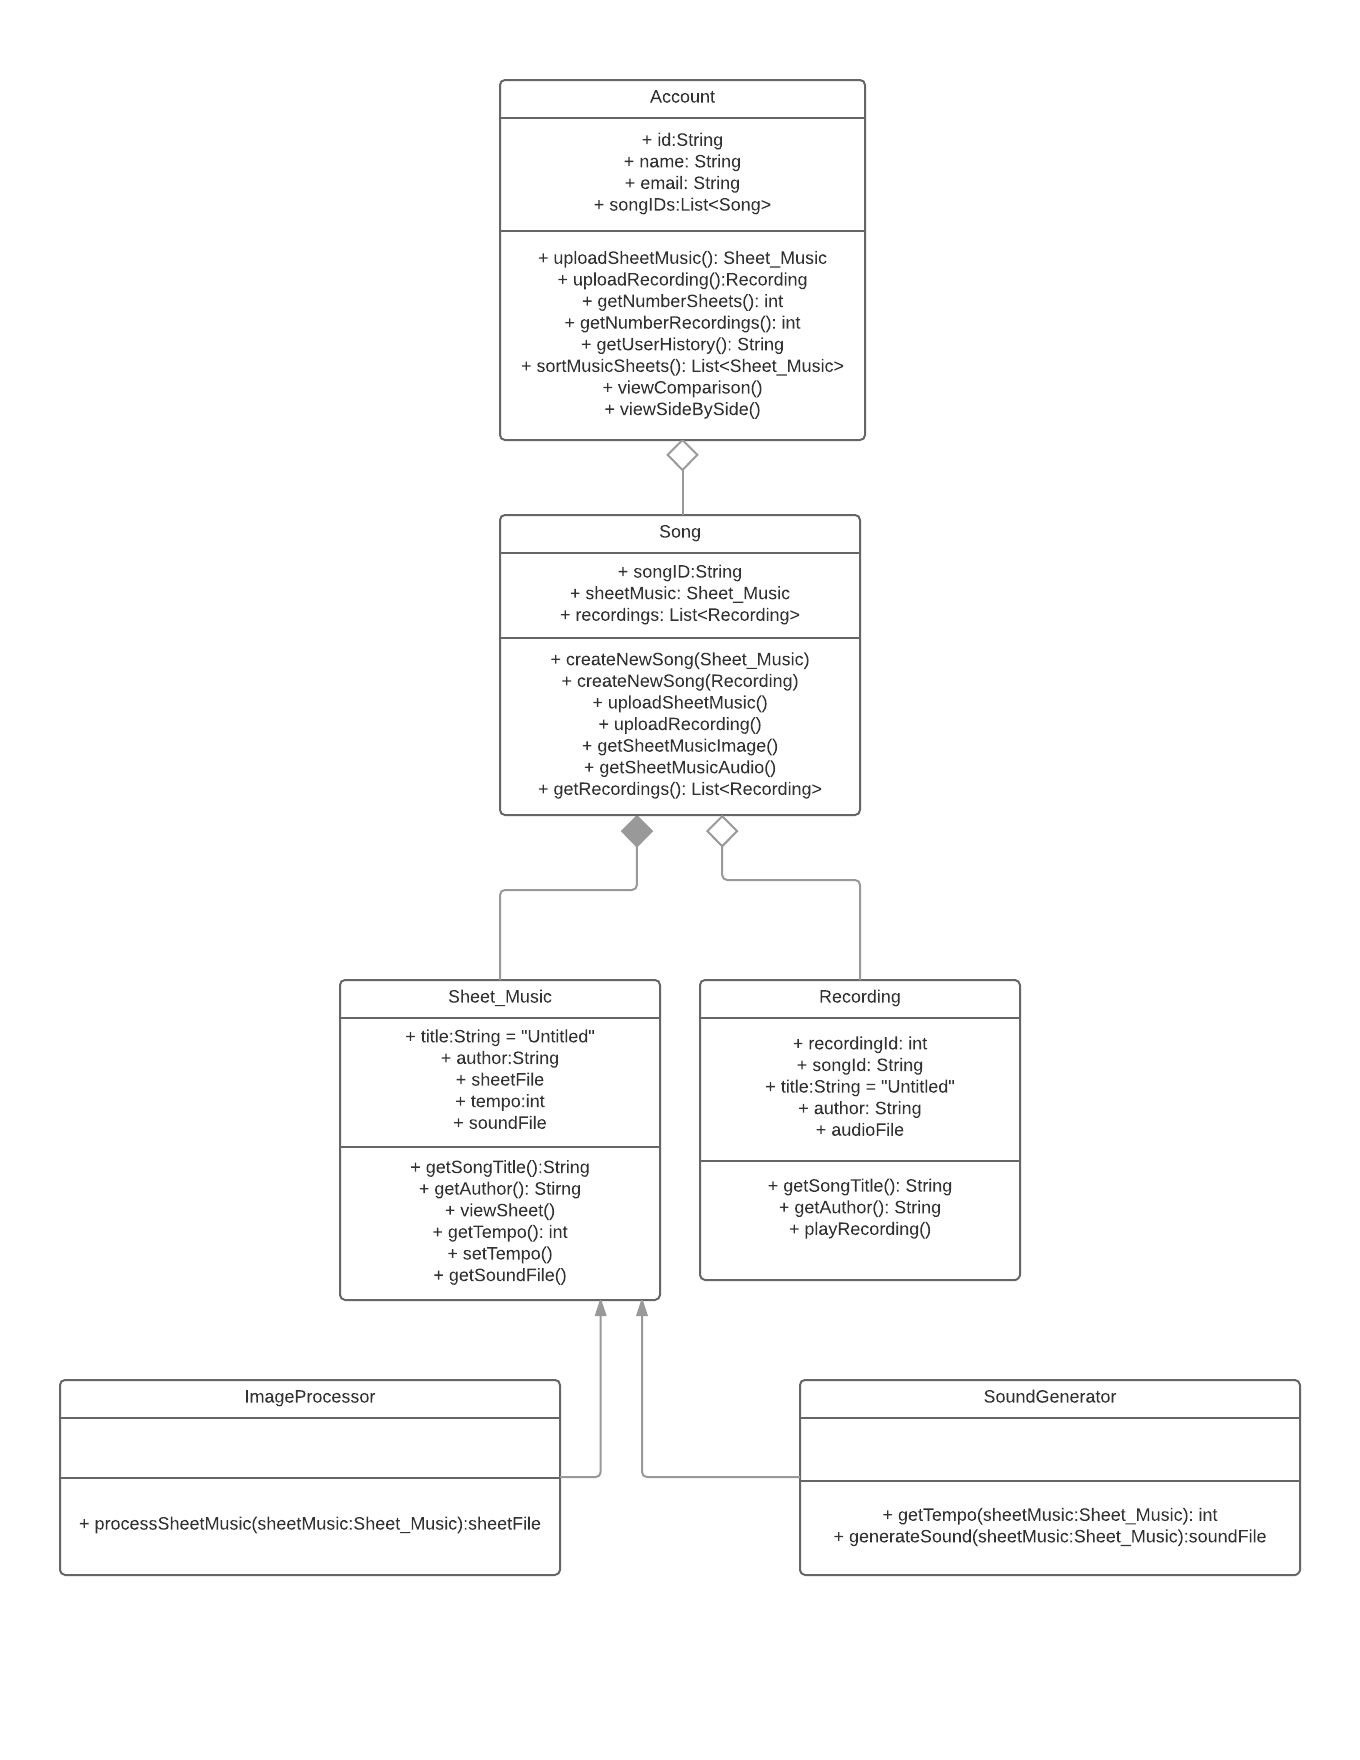 Account
+ id:String
+ name: String
+ email: String
+ songIDs:List<Song>
+ uploadSheetMusic(): Sheet_Music
+ uploadRecording():Recording
+ getNumberSheets(): int
+ getNumberRecordings(): int
+ getUserHistory(): String
+ sortMusicSheets(): List<Sheet_Music>
+ viewComparison()
+ viewSideBySide()
Song
+ songID:String
+ sheetMusic: Sheet_Music
+ recordings: List<Recording>
+ createNewSong(Sheet_Music)
+ createNewSong(Recording)
+ uploadSheetMusic()
+ uploadRecording()
+ getSheetMusicImage()
+ getSheetMusicAudio()
+ getRecordings(): List<Recording>
Sheet_Music
+ title:String = "Untitled"
+ author:String
+ sheetFile
+ tempo:int
+ soundFile
+ getSongTitle():String
+ getAuthor(): Stirng
+ viewSheet()
+ getTempo(): int
+ setTempo()
+ getSoundFile()
Recording
+ recordingId: int
+ songId: String
+ title:String = "Untitled"
+ author: String
+ audioFile
+ getSongTitle(): String
+ getAuthor(): String
+ playRecording()
ImageProcessor
+ processSheetMusic(sheetMusic:Sheet_Music):sheetFile
SoundGenerator
+ getTempo(sheetMusic:Sheet_Music): int
+ generateSound(sheetMusic:Sheet_Music):soundFile